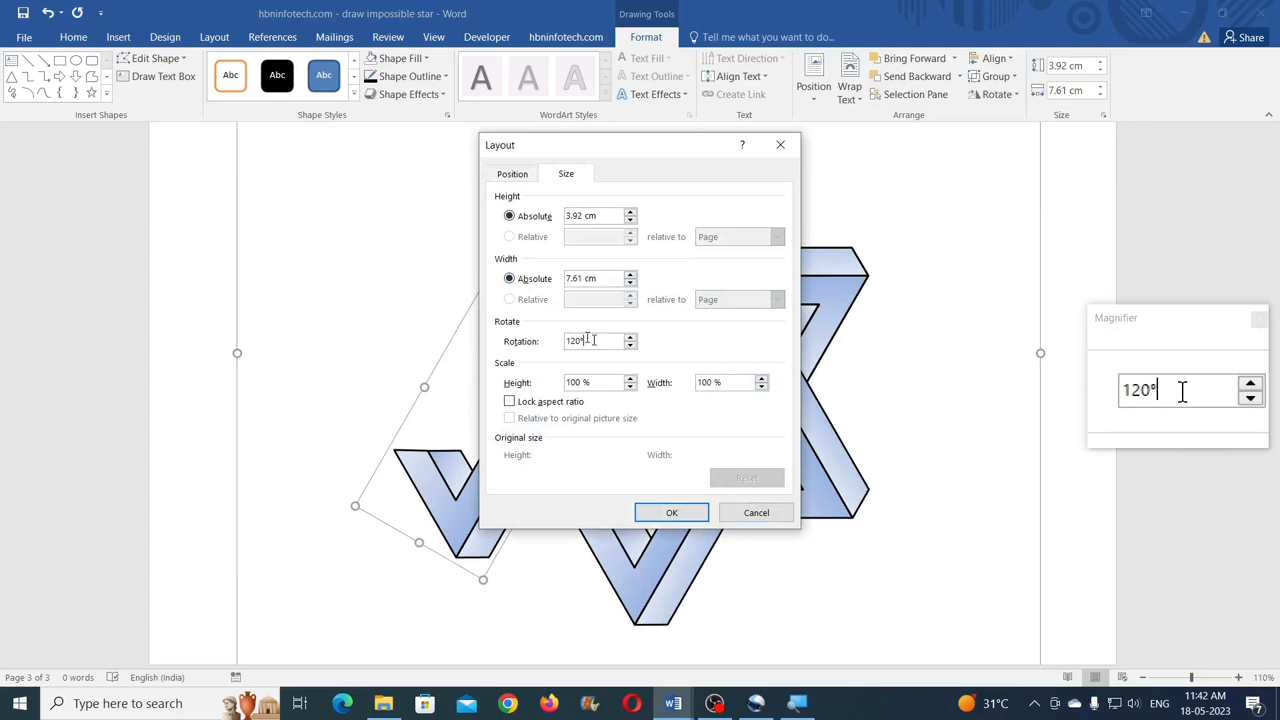 hbninfotech.com - draw impossible star - Word
Drawing Tools
File Home Insert Design Layout References Mailings Review View Developer hbninfotech.com Format Tell me what you want to do... Share
Edit Shape
Draw Text Box
Insert Shapes
Abc Abc Abc
Shape Fill
Shape Outline
Shape Effects
Shape Styles
A A A
Text Fill
Text Outline
Text Effects
WordArt Styles
Text Direction
Align Text
Create Link
Text
Position
Wrap
Text
Bring Forward
Send Backward
Selection Pane
Align
Group
Rotate
Arrange
3.92 cm
7.61 cm
Size
Layout
?
Position Size
Height
Absolute 3.92 cm
Relative relative to Page
Width
Absolute 7.61 cm
Relative relative to Page
Rotate
Rotation: 120°
Scale
Height: 100 % Width: 100 %
Lock aspect ratio
Relative to original picture size
Original size
Height: Width:
Reset
OK Cancel
Magnifier
120°
Page 3 of 3 0 words English (India) 110%
Type here to search
31°C
ENG
11:42 AM
18-05-2023